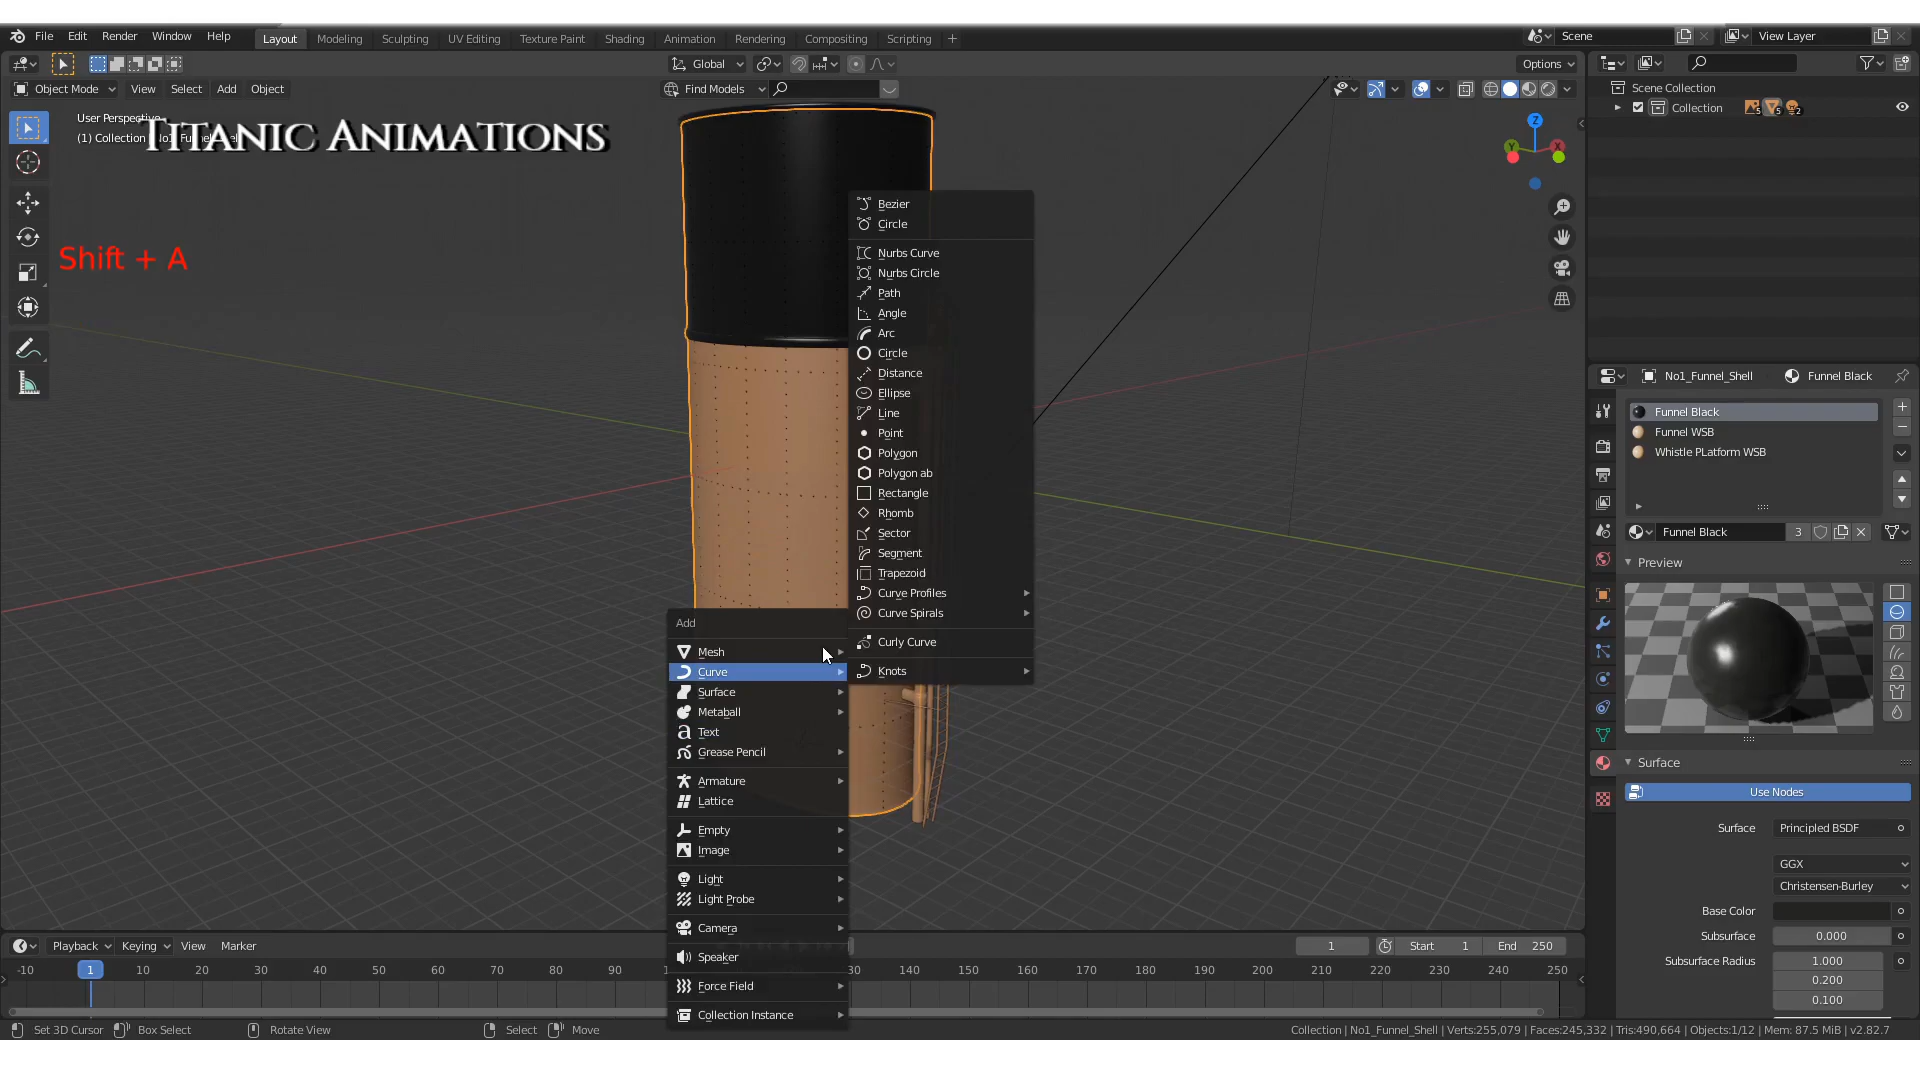 File Edit Render Window Help Layout Modeling Sculpting UV Editing Texture Paint Shading Animation Rendering Compositing Scripting + Scene View Layer
Global Options
Object Mode View Select Add Object Find Models
User Perspective
(1) Collection
TITANIC ANIMATIONS
Shift + A
Bezier
Circle
Nurbs Curve
Nurbs Circle
Path
Angle
Arc
Circle
Distance
Ellipse
Line
Point
Polygon
Polygon ab
Rectangle
Rhomb
Sector
Segment
Trapezoid
Curve Profiles
Curve Spirals
Curly Curve
Knots
Add
Mesh
Curve
Surface
Metaball
Text
Grease Pencil
Armature
Lattice
Empty
Image
Light
Light Probe
Camera
Speaker
Force Field
Collection Instance
Z
Scene Collection
Collection 5 5 2
No1_Funnel_Shell Funnel Black
Funnel Black
Funnel WSB
Whistle PLatform WSB
Funnel Black 3
Preview
Surface
Use Nodes
Surface Principled BSDF
GGX
Christensen-Burley
Base Color
Subsurface 0.000
Subsurface Radius 1.000
0.200
0.100
Playback Keying View Marker 1 Start 1 End 250
-10 1 10 20 30 40 50 60 70 80 90 30 140 150 160 170 180 190 200 210 220 230 240 250
Set 3D Cursor Box Select Rotate View Select Move Collection | No1_Funnel_Shell | Verts:255,079 | Faces:245,332 | Tris:490,664 | Objects:1/12 | Mem: 87.5 MiB | v2.82.7